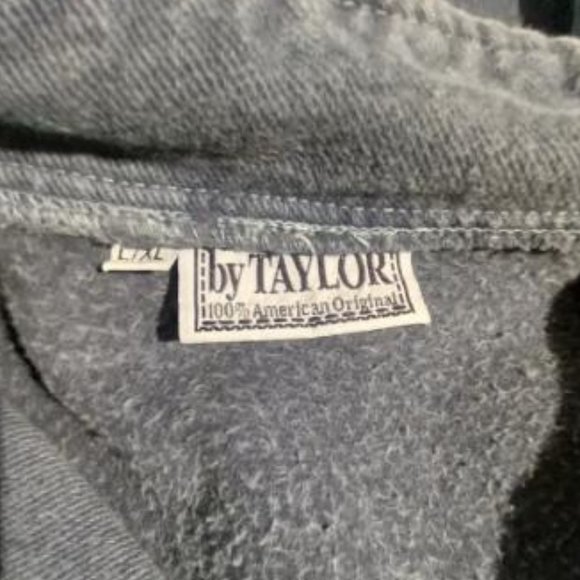 L/XL
by TAYLOR
100% American Original